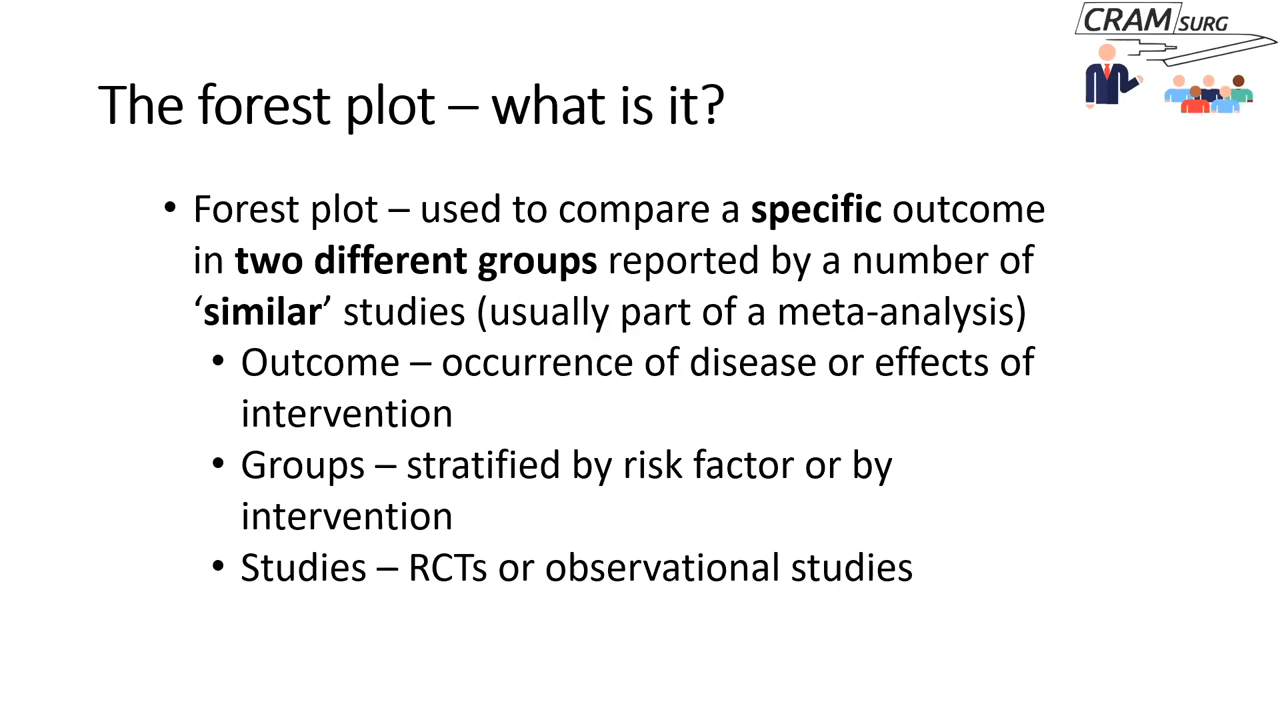 CRAM SURG
The forest plot – what is it?
• Forest plot – used to compare a specific outcome
in two different groups reported by a number of
‘similar’ studies (usually part of a meta-analysis)
• Outcome – occurrence of disease or effects of
intervention
• Groups – stratified by risk factor or by
intervention
• Studies – RCTs or observational studies